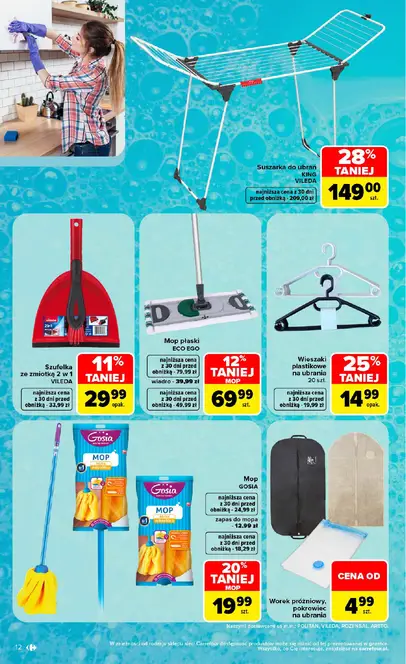 Suszarka do ubrań
KING
VILEDA
najniższa cena z 30 dni
przed obniżką - 209,00 zł
28%
TANIEJ
149 00
szt.
Szufelka
ze zmiotką 2 w 1
VILEDA
najniższa cena
z 30 dni przed
obniżką - 33,99 zł
11%
TANIEJ
29 99
opak.
Mop płaski
ECO EGO
najniższa cena
z 30 dni przed
obniżką - 79,99 zł
wiadro - 39,99 zł
najniższa cena
z 30 dni przed
obniżką - 49,99 zł
12%
TANIEJ
MOP
69 99
szt.
Wieszaki
plastikowe
na ubrania
20 szt.
najniższa cena
z 30 dni przed
obniżką - 19,99 zł
25%
TANIEJ
14 99
opak.
Gosia
MOP
Gosia
MOP
Mop
GOSIA
najniższa cena
z 30 dni przed
obniżką - 24,99 zł
zapas do mopa
- 13,99 zł
najniższa cena
z 30 dni przed
obniżką - 18,29 zł
20%
TANIEJ
MOP
19 99
szt.
Worek próżniowy,
pokrowiec
na ubrania
CENA OD
4 99
szt.
12